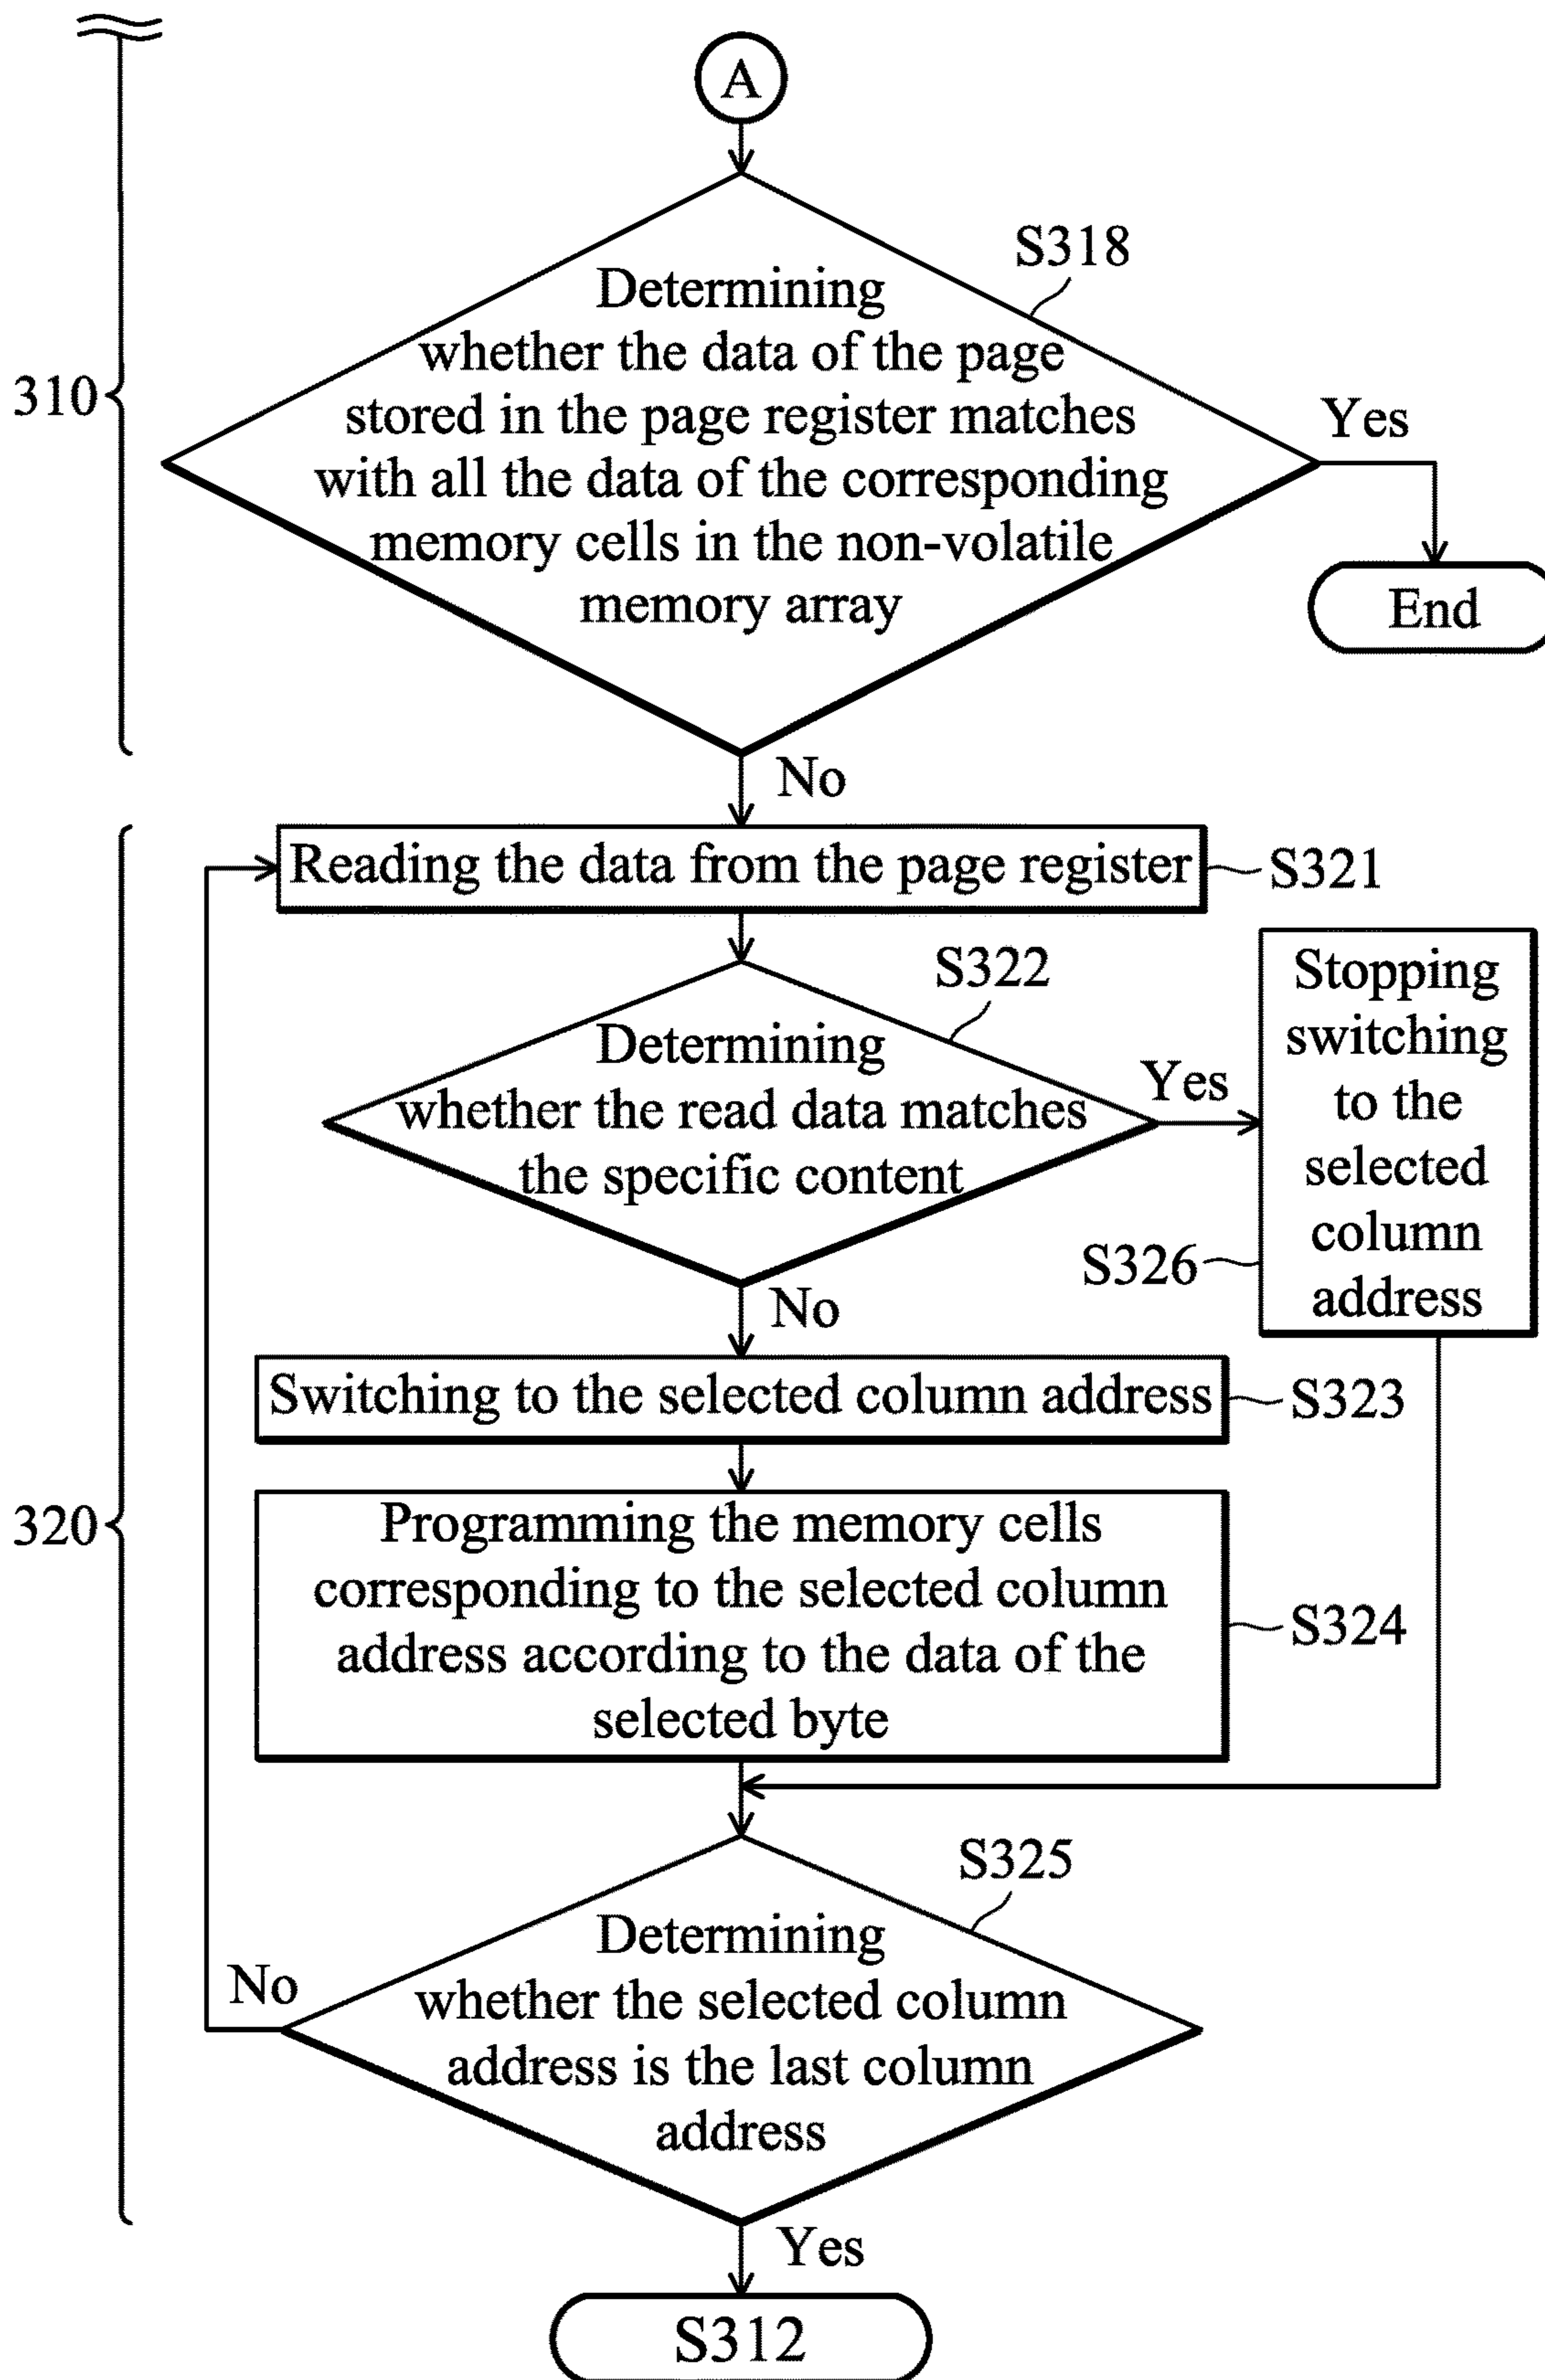 A
S318
Determining
whether the data of the page
stored in the page register matches
with all the data of the corresponding
memory cells in the non-volatile
memory array
310
Yes
End
No
Reading the data from the page register
S321
S322
Determining
whether the read data matches
the specific content
Yes
Stopping
switching
to the
selected
column
address
S326
No
Switching to the selected column address
S323
320
Programming the memory cells
corresponding to the selected column
address according to the data of the
selected byte
S324
S325
Determining
whether the selected column
address is the last column
address
No
Yes
S312